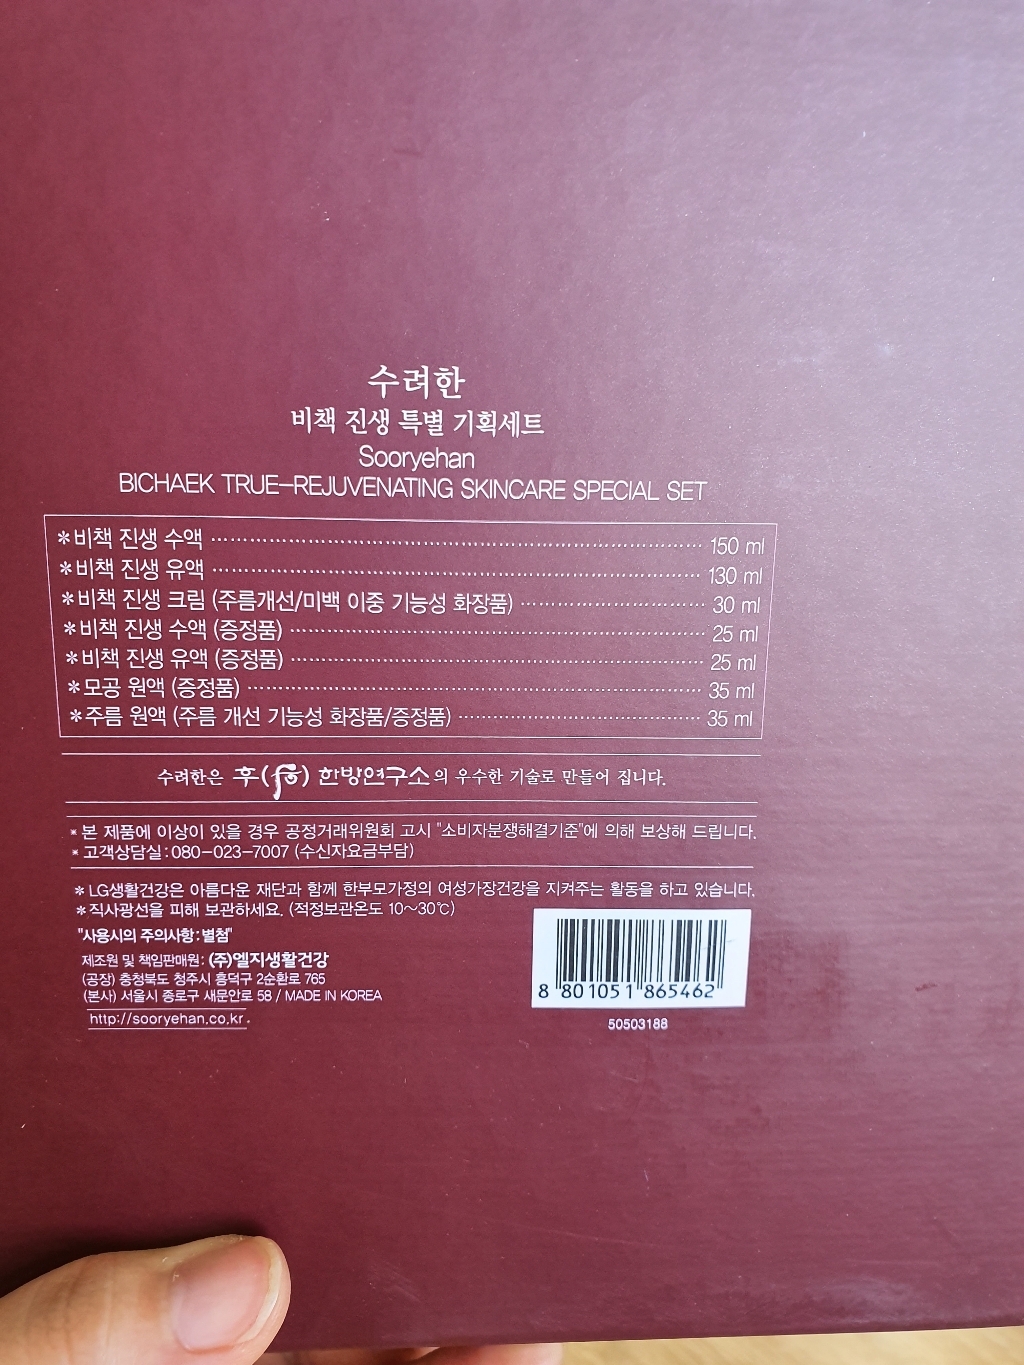 수려한
비책 진생 특별 기획세트
Sooryehan
BICHAEK TRUE-REJUVENATING SKINCARE SPECIAL SET
*비책 진생 수액 150 ml
*비책 진생 유액 130 ml
*비책 진생 크림 (주름개선/미백 이중 기능성 화장품) 30 ml
*비책 진생 수액 (증정품) 25 ml
*비책 진생 유액 (증정품) 25 ml
*모공 원액 (증정품) 35 ml
*주름 원액 (주름 개선 기능성 화장품/증정품) 35 ml
수려한은 후(后) 한방연구소의 우수한 기술로 만들어 집니다.
* 본 제품에 이상이 있을 경우 공정거래위원회 고시 "소비자분쟁해결기준"에 의해 보상해 드립니다.
* 고객상담실:080-023-7007 (수신자요금부담)
* LG생활건강은 아름다운 재단과 함께 한부모가정의 여성가장건강을 지켜주는 활동을 하고 있습니다.
*직사광선을 피해 보관하세요. (적정보관온도 10~30℃)
"사용시의 주의사항:별첨"
제조원 및 책임판매원: (주)엘지생활건강
(공장) 충청북도 청주시 흥덕구 2순환로 765
(본사) 서울시 종로구 새문안로 58 / MADE IN KOREA
http://sooryehan.co.kr.
8 801051 865462
50503188